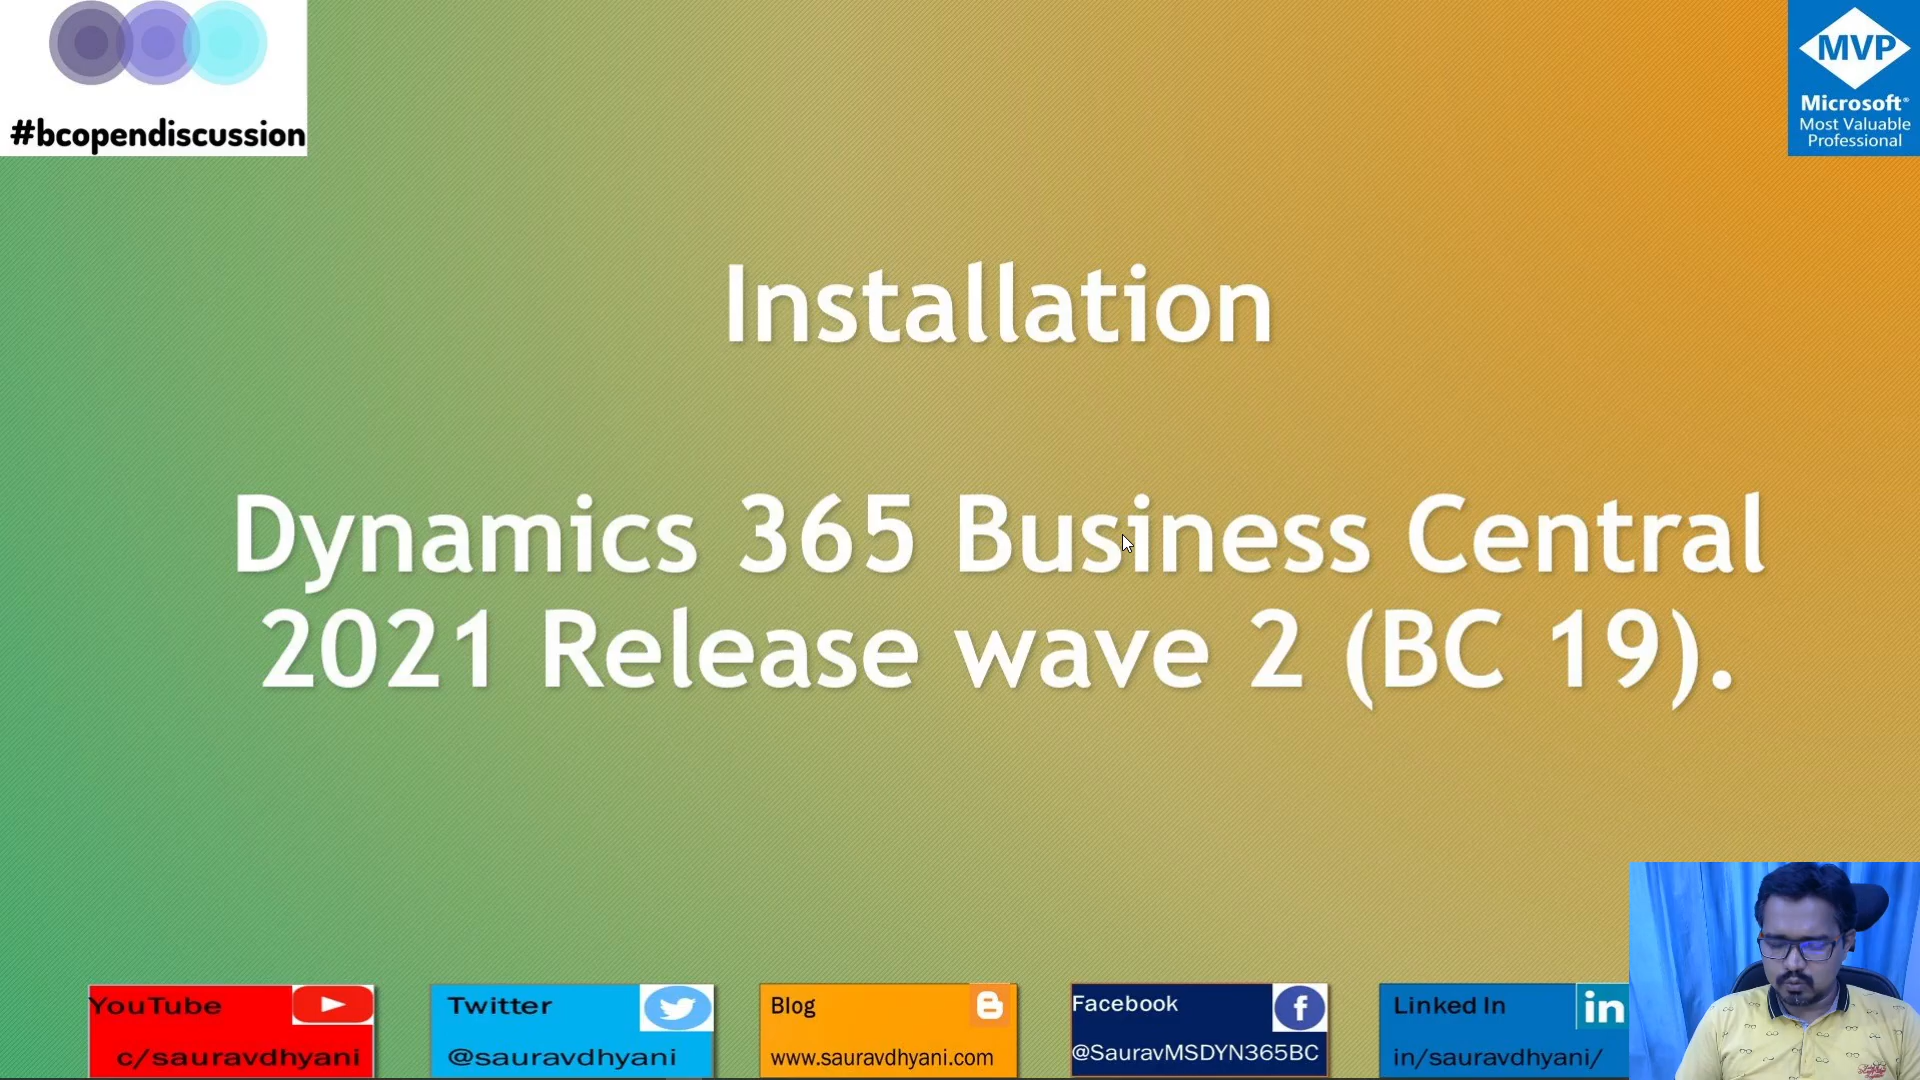 #bcopendiscussion
MVP
Microsoft®
Most Valuable
Professional
Installation
Dynamics 365 Business Central
2021 Release wave 2 (BC 19).
YouTube
c/sauravdhyani
Twitter
@sauravdhyani
Blog
www.sauravdhyani.com
Facebook
@SauravMSDYN365BC
Linked In
in/sauravdhyani/